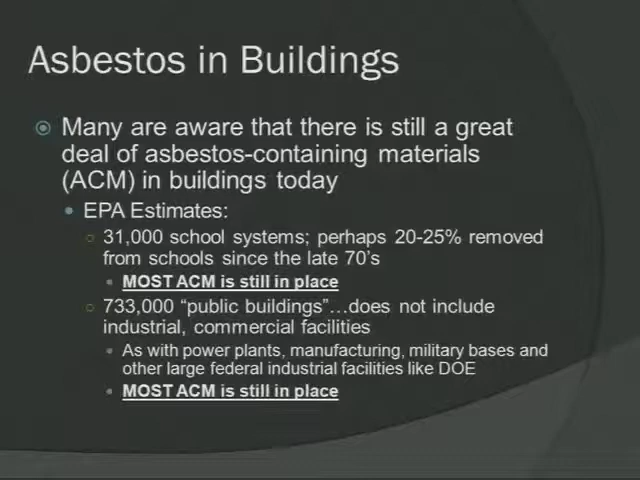 Asbestos in Buildings
Many are aware that there is still a great
deal of asbestos-containing materials
(ACM) in buildings today
EPA Estimates:
31,000 school systems; perhaps 20-25% removed
from schools since the late 70's
MOST ACM is still in place
733,000 “public buildings”...does not include
industrial, commercial facilities
As with power plants, manufacturing, military bases and
other large federal industrial facilities like DOE
MOST ACM is still in place